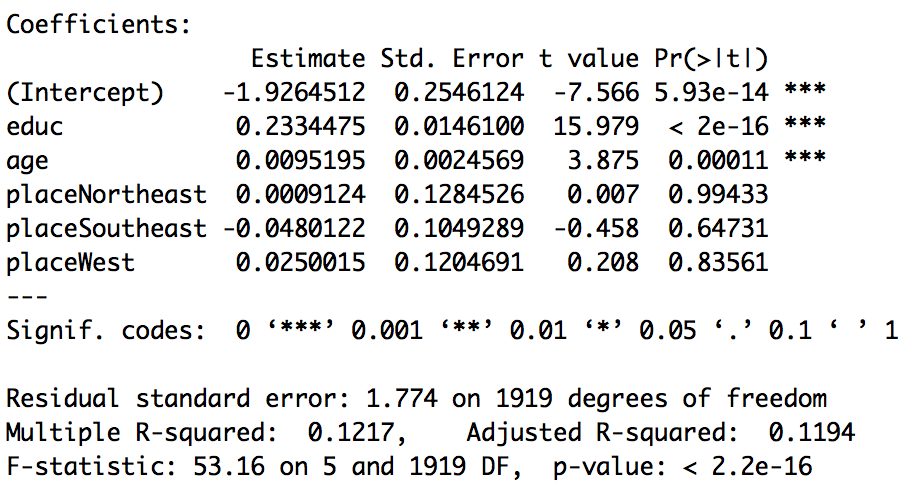 Coefficients:
                 Estimate Std. Error t value Pr(>|t|)
(Intercept)    -1.9264512  0.2546124  -7.566 5.93e-14 ***
educ            0.2334475  0.0146100  15.979  < 2e-16 ***
age             0.0095195  0.0024569   3.875  0.00011 ***
placeNortheast  0.0009124  0.1284526   0.007  0.99433
placeSoutheast -0.0480122  0.1049289  -0.458  0.64731
placeWest       0.0250015  0.1204691   0.208  0.83561
---
Signif. codes:  0 ‘***’ 0.001 ‘**’ 0.01 ‘*’ 0.05 ‘.’ 0.1 ‘ ’ 1

Residual standard error: 1.774 on 1919 degrees of freedom
Multiple R-squared:  0.1217,	Adjusted R-squared:  0.1194
F-statistic: 53.16 on 5 and 1919 DF,  p-value: < 2.2e-16